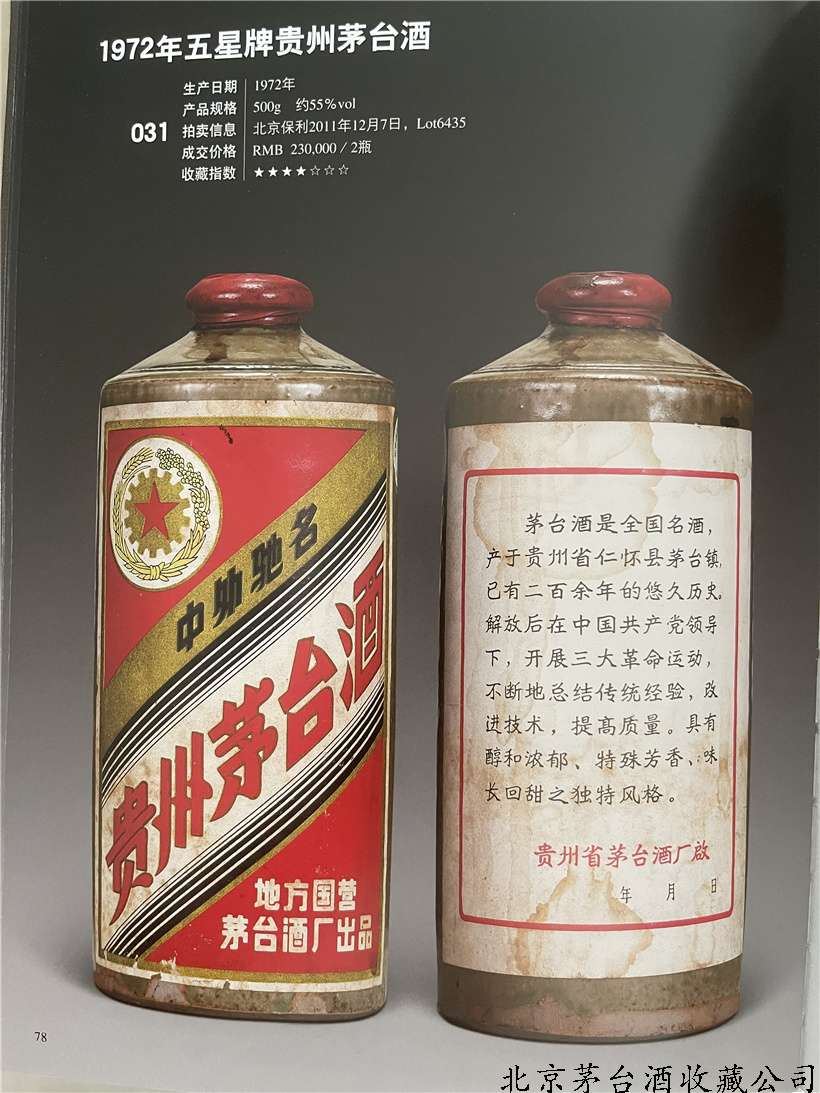 1972年五星牌贵州茅台酒
031
生产日期 1972年
产品规格 500g 约55%vol
拍卖信息 北京保利2011年12月7日，Lot6435
成交价格 RMB 230,000 / 2瓶
收藏指数 ★★★★☆☆☆
中外驰名
贵州茅台酒
地方国营
茅台酒厂出品
茅台酒是全国名酒，
产于贵州省仁怀县茅台镇，
已有二百余年的悠久历史。
解放后在中国共产党领导
下，开展三大革命运动，
不断地总结传统经验，改
进技术，提高质量。具有
醇和浓郁、特殊芳香、味
长回甜之独特风格。
贵州省茅台酒厂啟
年 月 日
78
北京茅台酒收藏公司